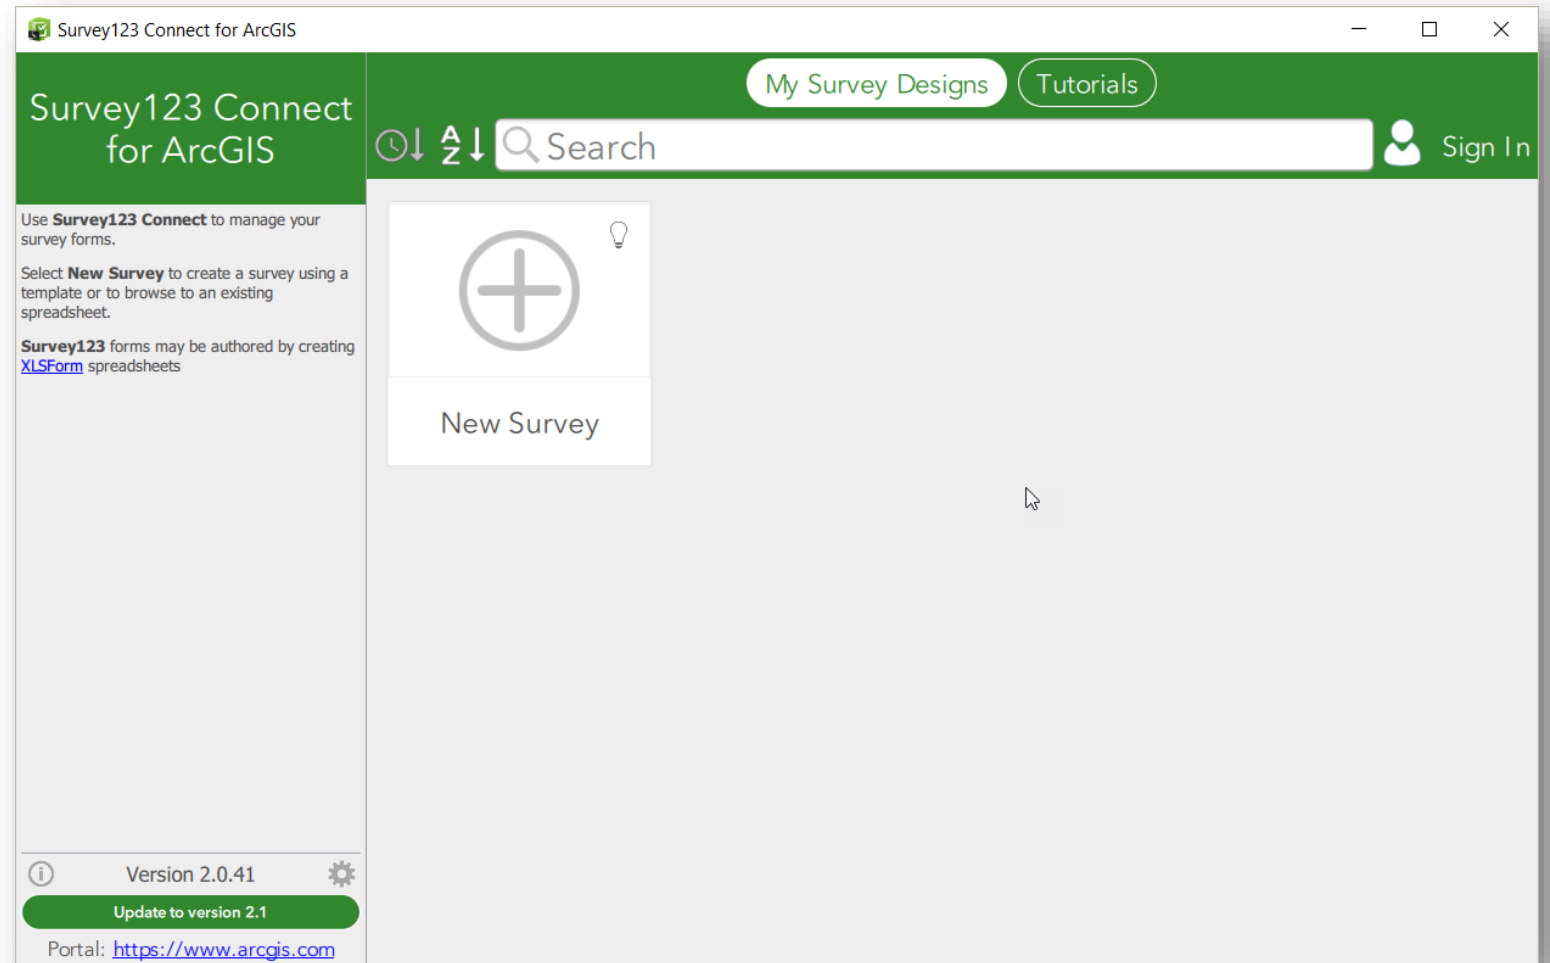 Survey123 Connect for ArcGIS
Survey123 Connect
for ArcGIS
My Survey Designs
Tutorials
A
Z
Search
Sign In
Use Survey123 Connect to manage your
survey forms.
Select New Survey to create a survey using a
template or to browse to an existing
spreadsheet.
Survey123 forms may be authored by creating
XLSForm spreadsheets
New Survey
Version 2.0.41
Update to version 2.1
Portal: https://www.arcgis.com